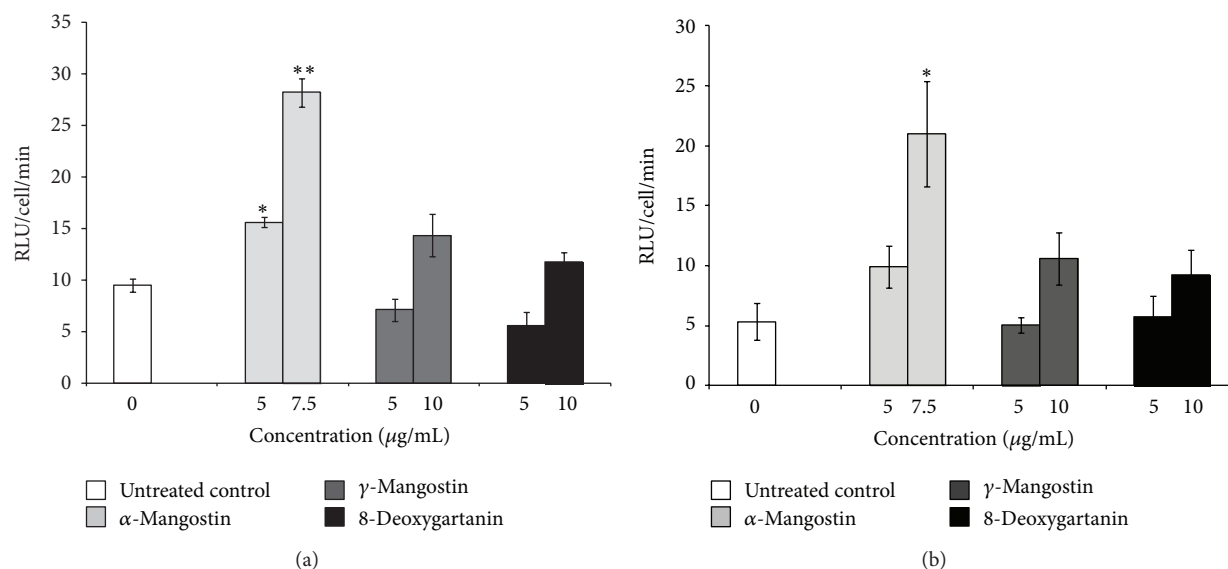 35
30
25
20
15
10
5
0
RLU/cell/min
**
*
0 5 7.5 5 10 5 10
Concentration (μg/mL)
Untreated control γ-Mangostin
α-Mangostin 8-Deoxygartanin
(a)
30
25
20
15
10
5
0
RLU/cell/min
*
0 5 7.5 5 10 5 10
Concentration (μg/mL)
Untreated control γ-Mangostin
α-Mangostin 8-Deoxygartanin
(b)